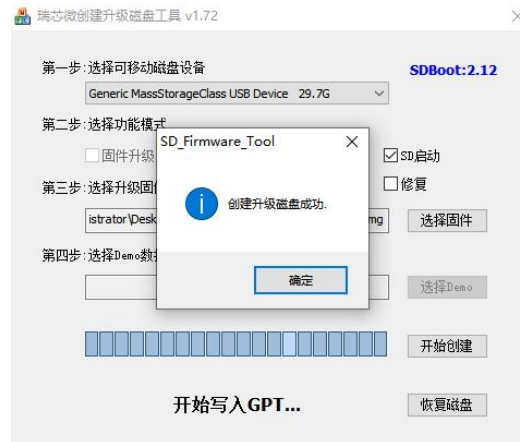 瑞芯微创建升级磁盘工具 v1.72
第一步:选择可移动磁盘设备
SDBoot:2.12
Generic MassStorageClass USB Device 29.7G
第二步:选择功能模式
SD_Firmware_Tool
固件升级
SD启动
修复
第三步:选择升级固
创建升级磁盘成功.
istrator\Desk
mg
选择固件
第四步:选择Demo数
确定
选择Demo
开始创建
开始写入GPT...
恢复磁盘